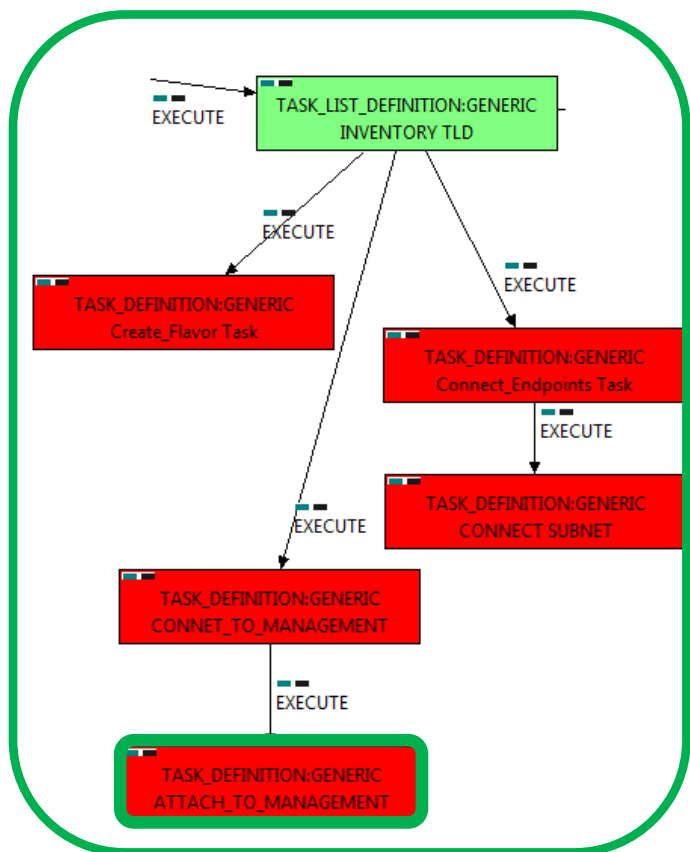 EXECUTE
TASK_LIST_DEFINITION:GENERIC
INVENTORY TLD
EXECUTE
EXECUTE
TASK_DEFINITION:GENERIC
Create_Flavor Task
TASK_DEFINITION:GENERIC
Connect_Endpoints Task
EXECUTE
TASK_DEFINITION:GENERIC
CONNECT SUBNET
EXECUTE
TASK_DEFINITION:GENERIC
CONNET_TO_MANAGEMENT
EXECUTE
TASK_DEFINITION:GENERIC
ATTACH_TO_MANAGEMENT